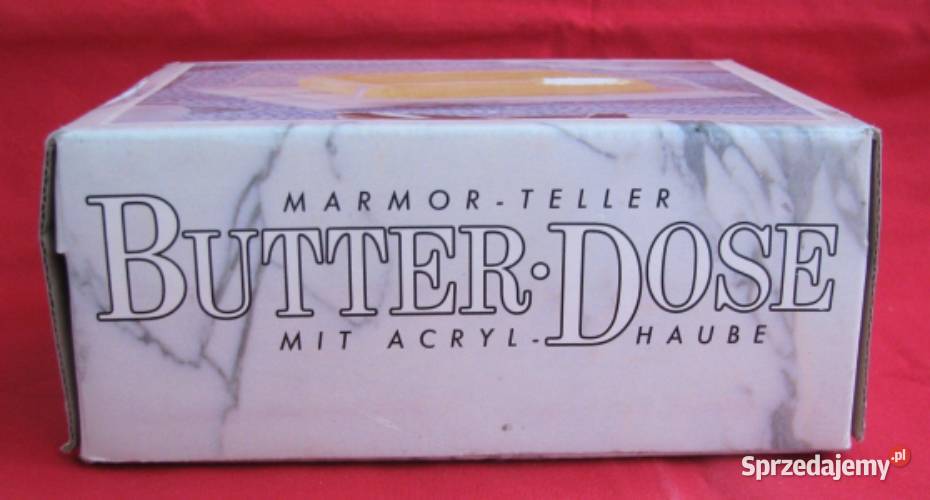 MARMOR-TELLER
BUTTER·DOSE
MIT ACRYL-HAUBE
Sprzedajemy.pl